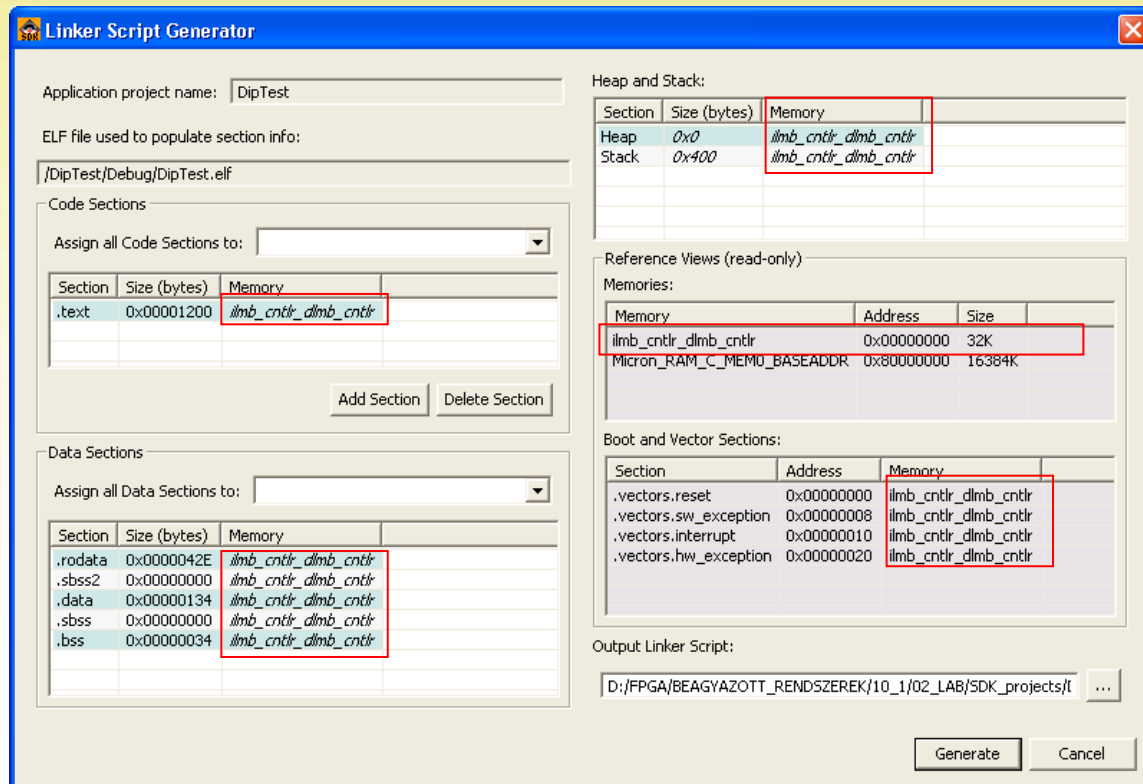 SDK Linker Script Generator
Application project name: DipTest
ELF file used to populate section info:
/DipTest/Debug/DipTest.elf
Code Sections
Assign all Code Sections to:
Section Size (bytes) Memory
.text 0x00001200 ilmb_cntlr_dlmb_cntlr
Add Section Delete Section
Data Sections
Assign all Data Sections to:
Section Size (bytes) Memory
.rodata 0x0000042E ilmb_cntlr_dlmb_cntlr
.sbss2 0x00000000 ilmb_cntlr_dlmb_cntlr
.data 0x00000134 ilmb_cntlr_dlmb_cntlr
.sbss 0x00000000 ilmb_cntlr_dlmb_cntlr
.bss 0x00000034 ilmb_cntlr_dlmb_cntlr
Heap and Stack:
Section Size (bytes) Memory
Heap 0x0 ilmb_cntlr_dlmb_cntlr
Stack 0x400 ilmb_cntlr_dlmb_cntlr
Reference Views (read-only)
Memories:
Memory Address Size
ilmb_cntlr_dlmb_cntlr 0x00000000 32K
Micron_RAM_C_MEM0_BASEADDR 0x80000000 16384K
Boot and Vector Sections:
Section Address Memory
.vectors.reset 0x00000000 ilmb_cntlr_dlmb_cntlr
.vectors.sw_exception 0x00000008 ilmb_cntlr_dlmb_cntlr
.vectors.interrupt 0x00000010 ilmb_cntlr_dlmb_cntlr
.vectors.hw_exception 0x00000020 ilmb_cntlr_dlmb_cntlr
Output Linker Script:
D:/FPGA/BEAGYAZOTT_RENDSZEREK/10_1/02_LAB/SDK_projects/ ...
Generate Cancel